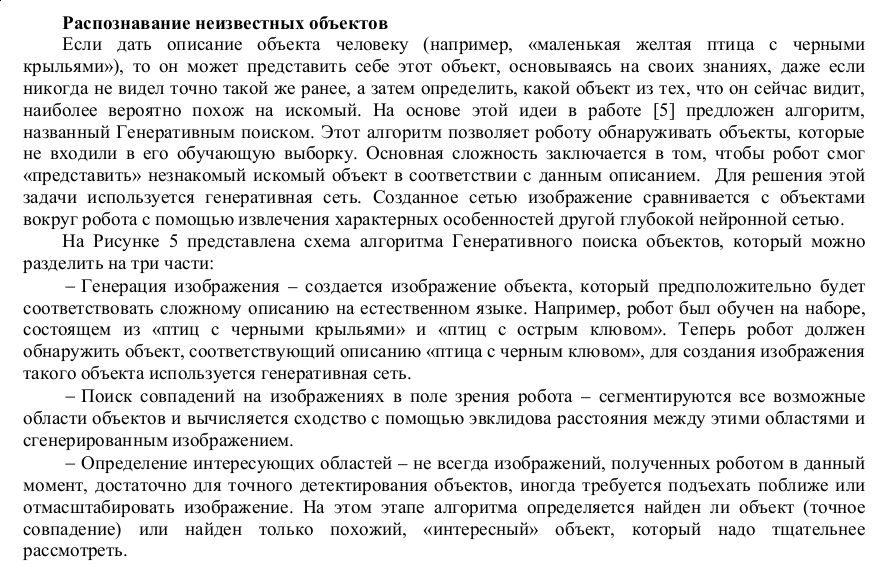 Распознавание неизвестных объектов
Если дать описание объекта человеку (например, «маленькая желтая птица с черными
крыльями»), то он может представить себе этот объект, основываясь на своих знаниях, даже если
никогда не видел точно такой же ранее, а затем определить, какой объект из тех, что он сейчас видит,
наиболее вероятно похож на искомый. На основе этой идеи в работе [5] предложен алгоритм,
названный Генеративным поиском. Этот алгоритм позволяет роботу обнаруживать объекты, которые
не входили в его обучающую выборку. Основная сложность заключается в том, чтобы робот смог
«представить» незнакомый искомый объект в соответствии с данным описанием.  Для решения этой
задачи используется генеративная сеть. Созданное сетью изображение сравнивается с объектами
вокруг робота с помощью извлечения характерных особенностей другой глубокой нейронной сетью.
На Рисунке 5 представлена схема алгоритма Генеративного поиска объектов, который можно
разделить на три части:
– Генерация изображения – создается изображение объекта, который предположительно будет
соответствовать сложному описанию на естественном языке. Например, робот был обучен на наборе,
состоящем из «птиц с черными крыльями» и «птиц с острым клювом». Теперь робот должен
обнаружить объект, соответствующий описанию «птица с черным клювом», для создания изображения
такого объекта используется генеративная сеть.
– Поиск совпадений на изображениях в поле зрения робота – сегментируются все возможные
области объектов и вычисляется сходство с помощью эвклидова расстояния между этими областями и
сгенерированным изображением.
– Определение интересующих областей – не всегда изображений, полученных роботом в данный
момент, достаточно для точного детектирования объектов, иногда требуется подъехать поближе или
отмасштабировать изображение. На этом этапе алгоритма определяется найден ли объект (точное
совпадение) или найден только похожий, «интересный» объект, который надо тщательнее
рассмотреть.